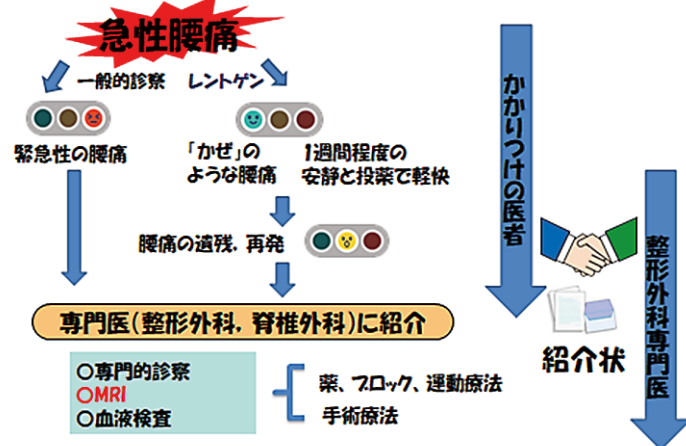 急性腰痛
一般的診察 レントゲン
緊急性の腰痛
「かぜ」の
ような腰痛
1週間程度の
安静と投薬で軽快
腰痛の遺残，再発
専門医(整形外科，脊椎外科)に紹介
○専門的診察
○MRI
○血液検査
薬、ブロック、運動療法
手術療法
かかりつけの医者
紹介状
整形外科専門医